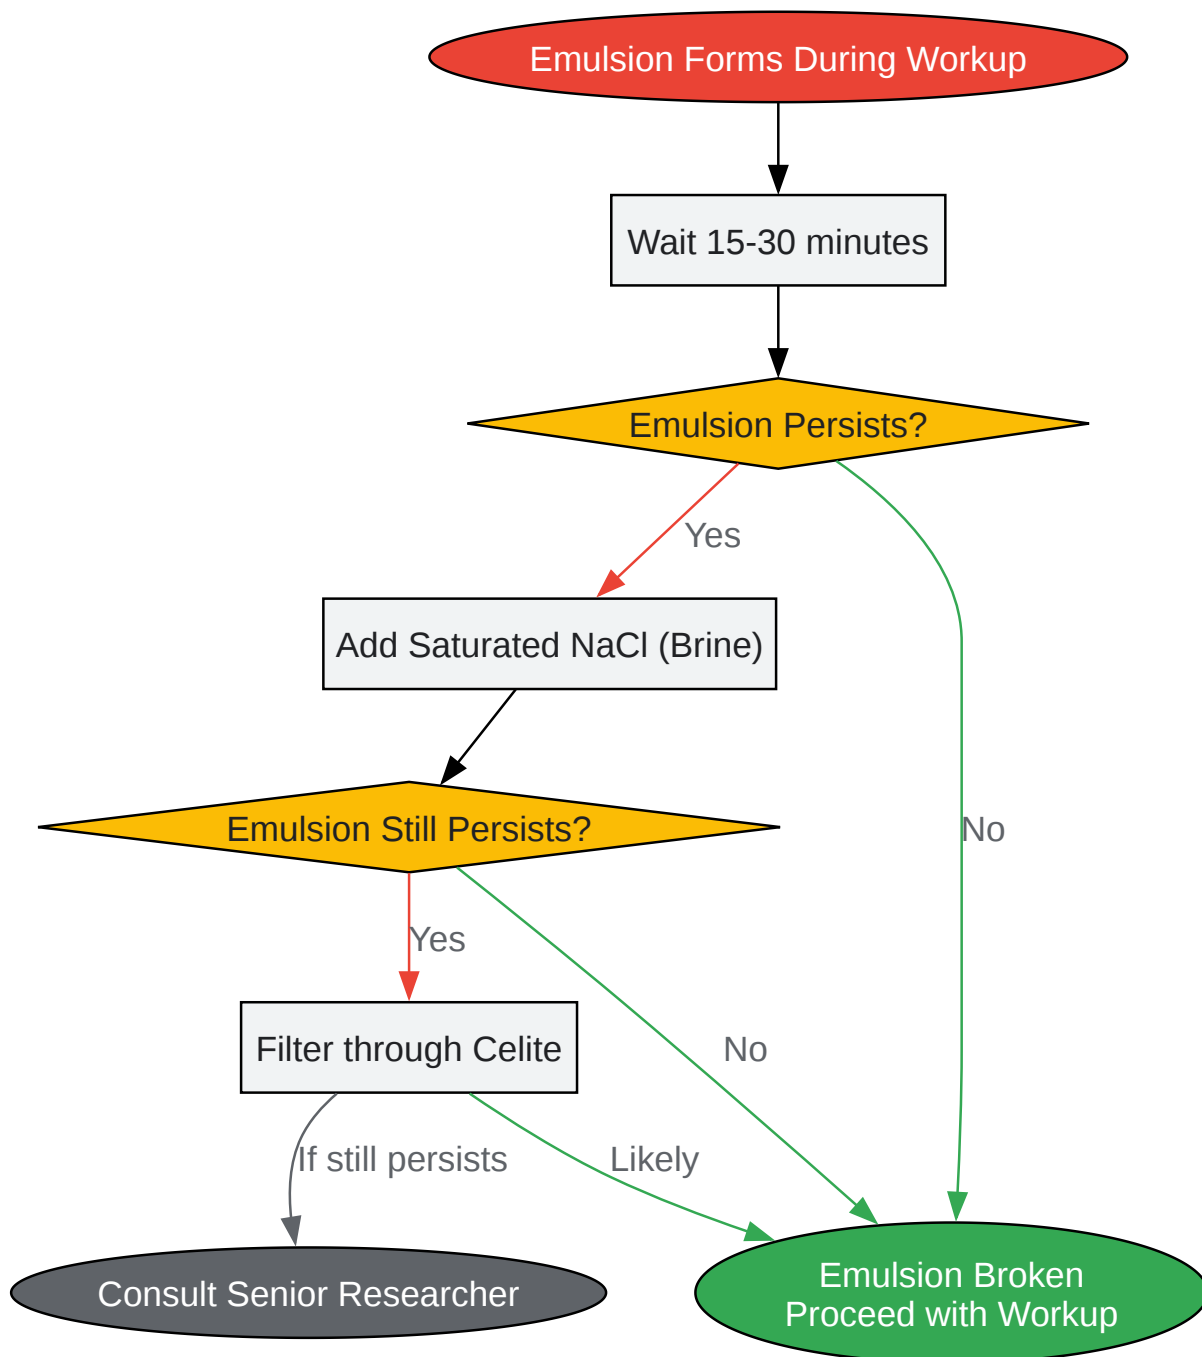 Emulsion Forms During Workup
Wait 15-30 minutes
Emulsion Persists?
Yes
Add Saturated NaCl (Brine)
Emulsion Still Persists?
No
Yes
Filter through Celite
No
If still persists
Likely
Consult Senior Researcher
Emulsion Broken
Proceed with Workup